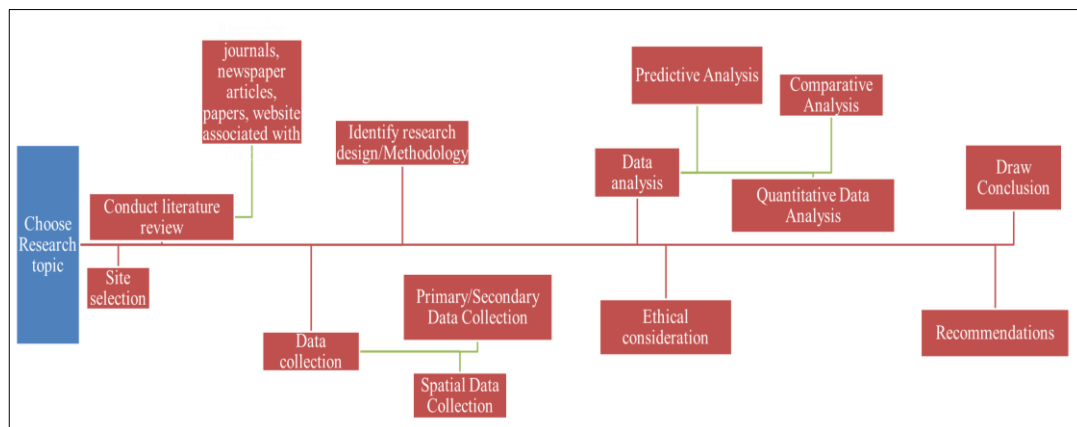 journals,
newspaper
articles,
papers, website
associated with
Predictive Analysis
Comparative
Analysis
Identify research
design/Methodology
Data
analysis
Draw
Conclusion
Quantitative Data
Analysis
Conduct literature
review
Choose
Research
topic
Site
selection
Primary/Secondary
Data Collection
Ethical
consideration
Recommendations
Data
collection
Spatial Data
Collection